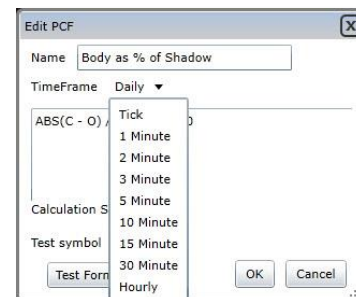 Edit PCF
X
Name Body as % of Shadow
TimeFrame Daily
ABS(C - O)
Tick
1 Minute
2 Minute
3 Minute
5 Minute
Calculation S
10 Minute
Test symbol
15 Minute
30 Minute
Test Form
Hourly
OK
Cancel